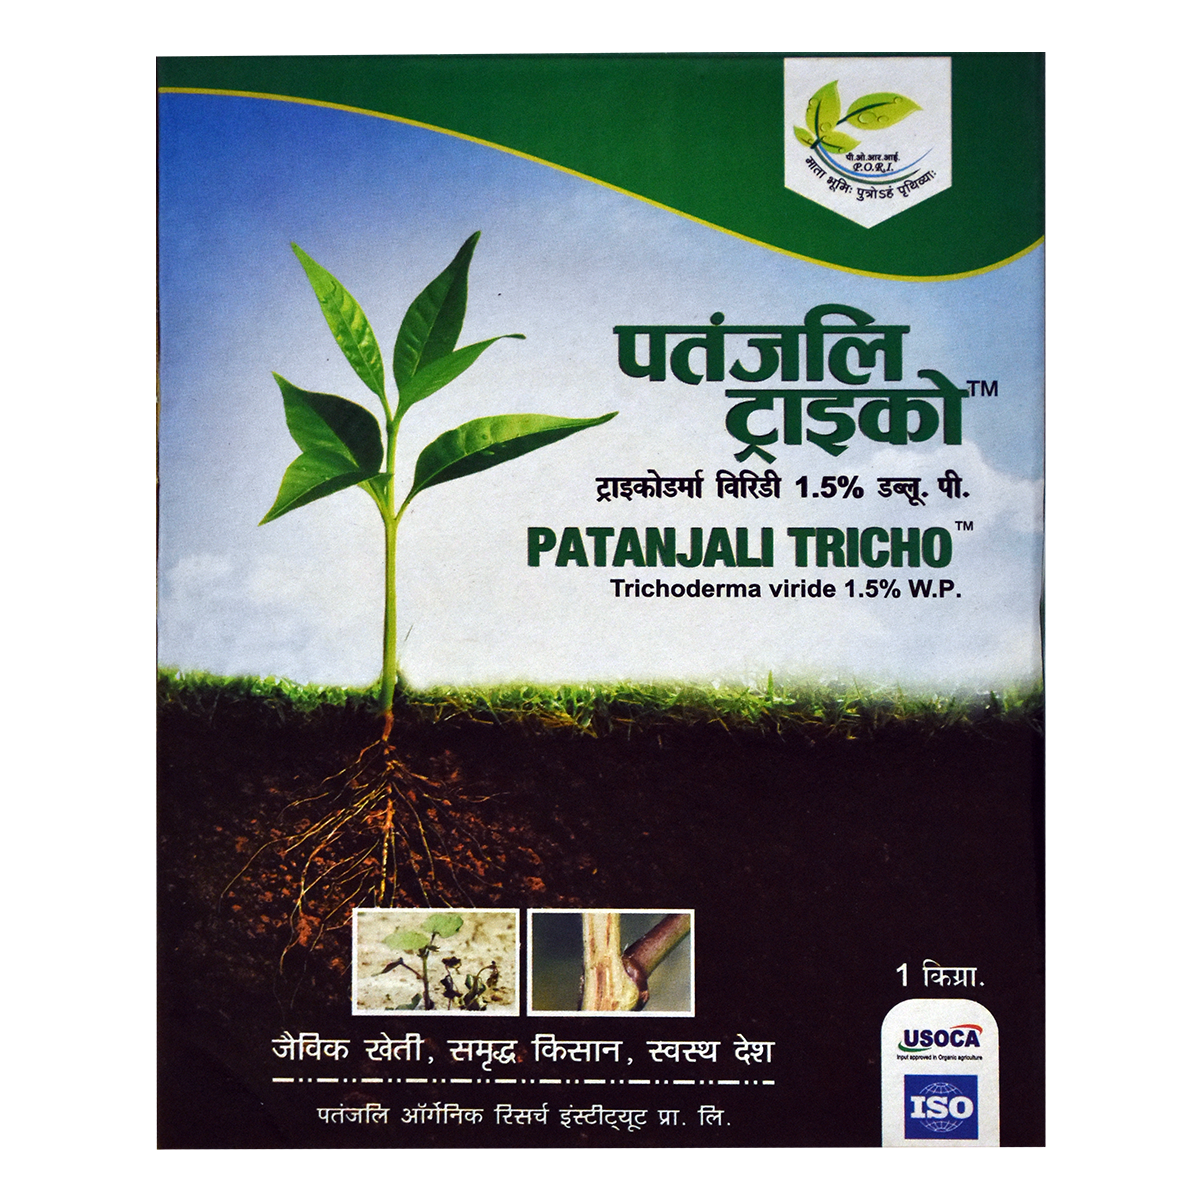 पी.ओ.आर.आई.
P.O.R.I.
माता भूमिः पुत्रोऽहं पृथिव्याः
पतंजलि
ट्राइको™
ट्राइकोडर्मा विरिडी 1.5% डब्लू. पी.
PATANJALI TRICHO™
Trichoderma viride 1.5% W.P.
1 किग्रा.
USOCA
Input approved in Organic agriculture
ISO
जैविक खेती, समृद्ध किसान, स्वस्थ देश
पतंजलि ऑर्गेनिक रिसर्च इंस्टीट्यूट प्रा. लि.